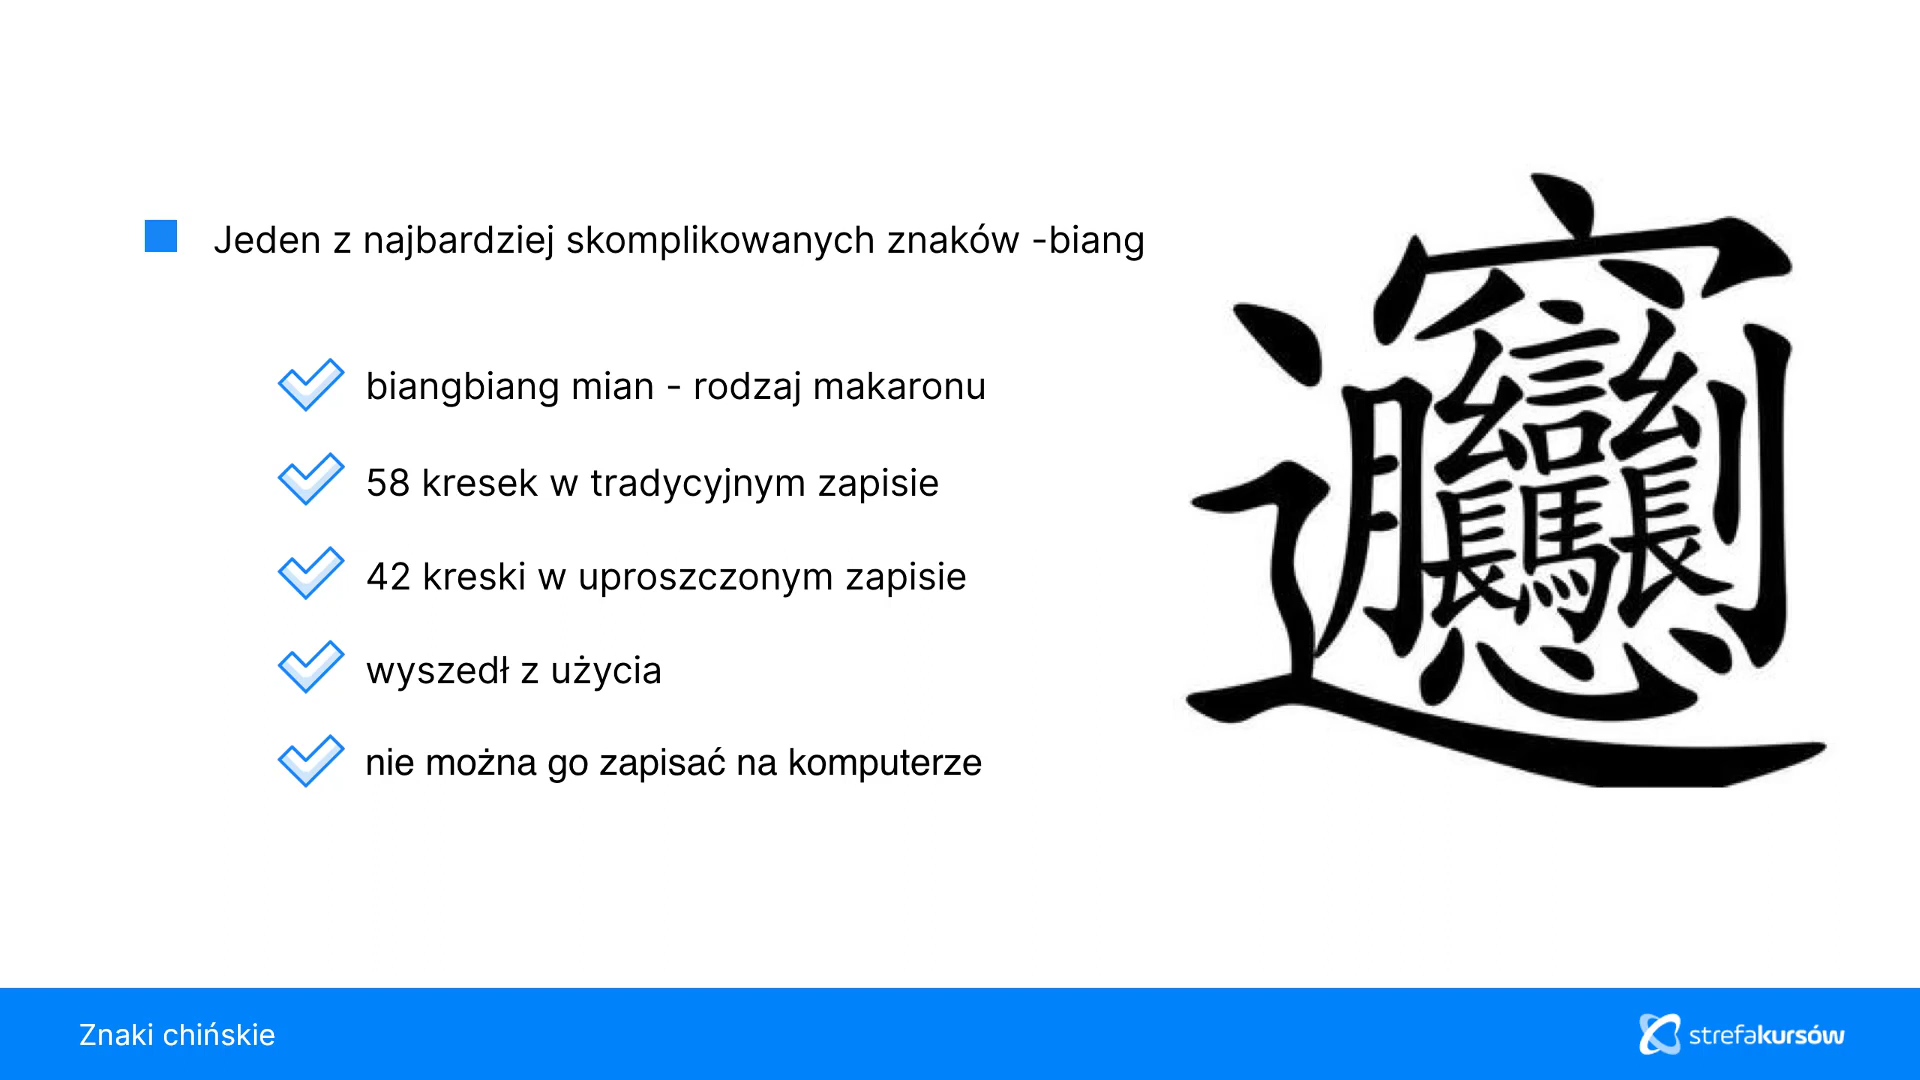 Jeden z najbardziej skomplikowanych znaków -biang
biangbiang mian - rodzaj makaronu
58 kresek w tradycyjnym zapisie
42 kreski w uproszczonym zapisie
wyszedł z użycia
nie można go zapisać na komputerze
𰻞
Znaki chińskie
strefakursów